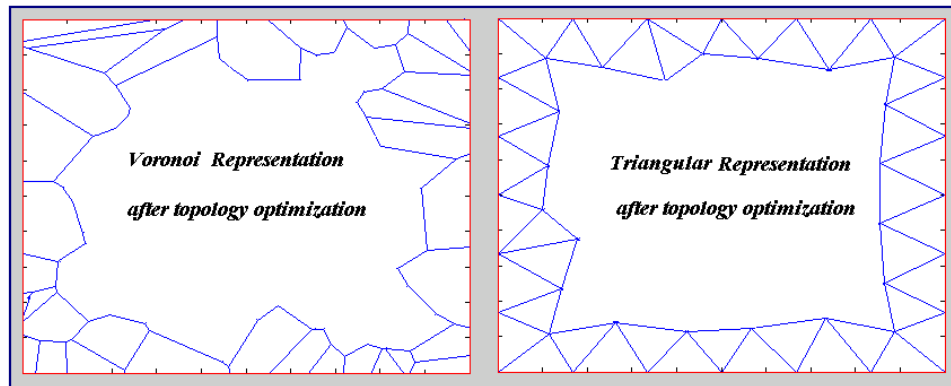 Voronoi Representation
after topology optimization
Triangular Representation
after topology optimization